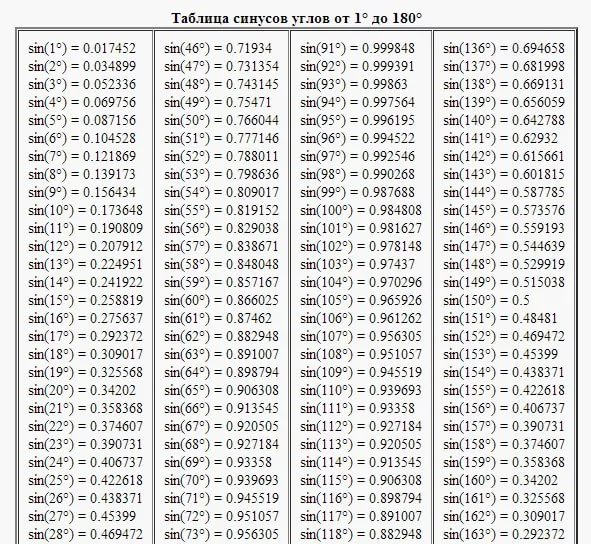 Таблица синусов углов от 1° до 180°
sin(1°) = 0.017452
sin(2°) = 0.034899
sin(3°) = 0.052336
sin(4°) = 0.069756
sin(5°) = 0.087156
sin(6°) = 0.104528
sin(7°) = 0.121869
sin(8°) = 0.139173
sin(9°) = 0.156434
sin(10°) = 0.173648
sin(11°) = 0.190809
sin(12°) = 0.207912
sin(13°) = 0.224951
sin(14°) = 0.241922
sin(15°) = 0.258819
sin(16°) = 0.275637
sin(17°) = 0.292372
sin(18°) = 0.309017
sin(19°) = 0.325568
sin(20°) = 0.34202
sin(21°) = 0.358368
sin(22°) = 0.374607
sin(23°) = 0.390731
sin(24°) = 0.406737
sin(25°) = 0.422618
sin(26°) = 0.438371
sin(27°) = 0.45399
sin(28°) = 0.469472
sin(46°) = 0.71934
sin(47°) = 0.731354
sin(48°) = 0.743145
sin(49°) = 0.75471
sin(50°) = 0.766044
sin(51°) = 0.777146
sin(52°) = 0.788011
sin(53°) = 0.798636
sin(54°) = 0.809017
sin(55°) = 0.819152
sin(56°) = 0.829038
sin(57°) = 0.838671
sin(58°) = 0.848048
sin(59°) = 0.857167
sin(60°) = 0.866025
sin(61°) = 0.87462
sin(62°) = 0.882948
sin(63°) = 0.891007
sin(64°) = 0.898794
sin(65°) = 0.906308
sin(66°) = 0.913545
sin(67°) = 0.920505
sin(68°) = 0.927184
sin(69°) = 0.93358
sin(70°) = 0.939693
sin(71°) = 0.945519
sin(72°) = 0.951057
sin(73°) = 0.956305
sin(91°) = 0.999848
sin(92°) = 0.999391
sin(93°) = 0.99863
sin(94°) = 0.997564
sin(95°) = 0.996195
sin(96°) = 0.994522
sin(97°) = 0.992546
sin(98°) = 0.990268
sin(99°) = 0.987688
sin(100°) = 0.984808
sin(101°) = 0.981627
sin(102°) = 0.978148
sin(103°) = 0.97437
sin(104°) = 0.970296
sin(105°) = 0.965926
sin(106°) = 0.961262
sin(107°) = 0.956305
sin(108°) = 0.951057
sin(109°) = 0.945519
sin(110°) = 0.939693
sin(111°) = 0.93358
sin(112°) = 0.927184
sin(113°) = 0.920505
sin(114°) = 0.913545
sin(115°) = 0.906308
sin(116°) = 0.898794
sin(117°) = 0.891007
sin(118°) = 0.882948
sin(136°) = 0.694658
sin(137°) = 0.681998
sin(138°) = 0.669131
sin(139°) = 0.656059
sin(140°) = 0.642788
sin(141°) = 0.62932
sin(142°) = 0.615661
sin(143°) = 0.601815
sin(144°) = 0.587785
sin(145°) = 0.573576
sin(146°) = 0.559193
sin(147°) = 0.544639
sin(148°) = 0.529919
sin(149°) = 0.515038
sin(150°) = 0.5
sin(151°) = 0.48481
sin(152°) = 0.469472
sin(153°) = 0.45399
sin(154°) = 0.438371
sin(155°) = 0.422618
sin(156°) = 0.406737
sin(157°) = 0.390731
sin(158°) = 0.374607
sin(159°) = 0.358368
sin(160°) = 0.34202
sin(161°) = 0.325568
sin(162°) = 0.309017
sin(163°) = 0.292372